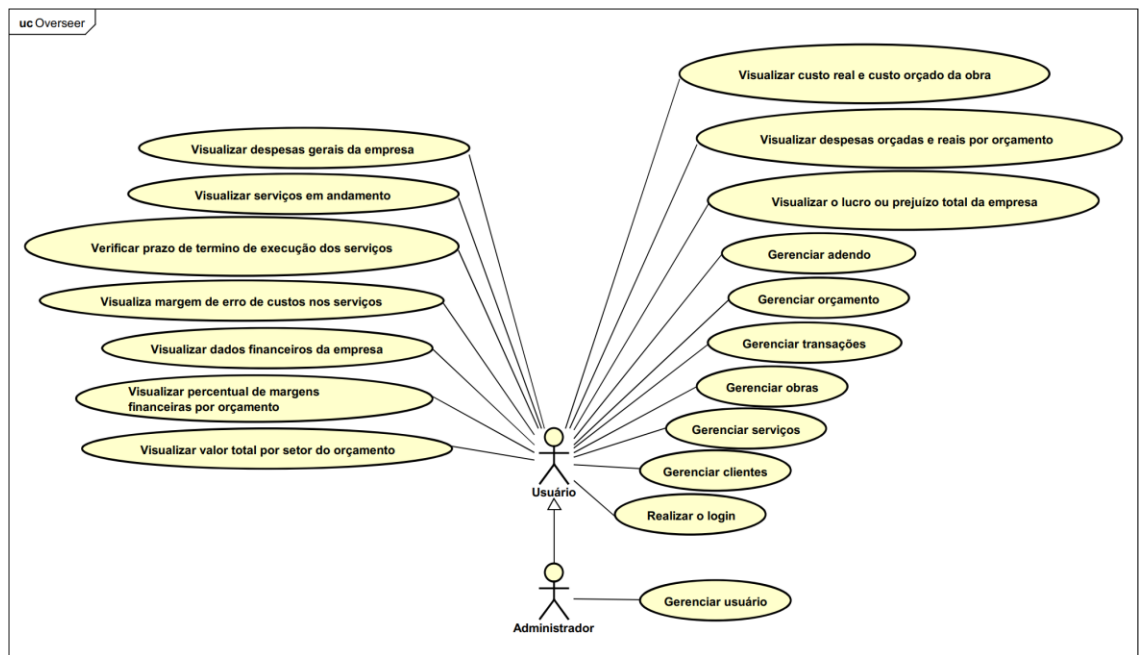 uc Overseer
Visualizar despesas gerais da empresa
Visualizar serviços em andamento
Verificar prazo de termino de execução dos serviços
Visualiza margem de erro de custos nos serviços
Visualizar dados financeiros da empresa
Visualizar percentual de margens
financeiras por orçamento
Visualizar valor total por setor do orçamento
Visualizar custo real e custo orçado da obra
Visualizar despesas orçadas e reais por orçamento
Visualizar o lucro ou prejuízo total da empresa
Gerenciar adendo
Gerenciar orçamento
Gerenciar transações
Gerenciar obras
Gerenciar serviços
Gerenciar clientes
Realizar o login
Usuário
Gerenciar usuário
Administrador